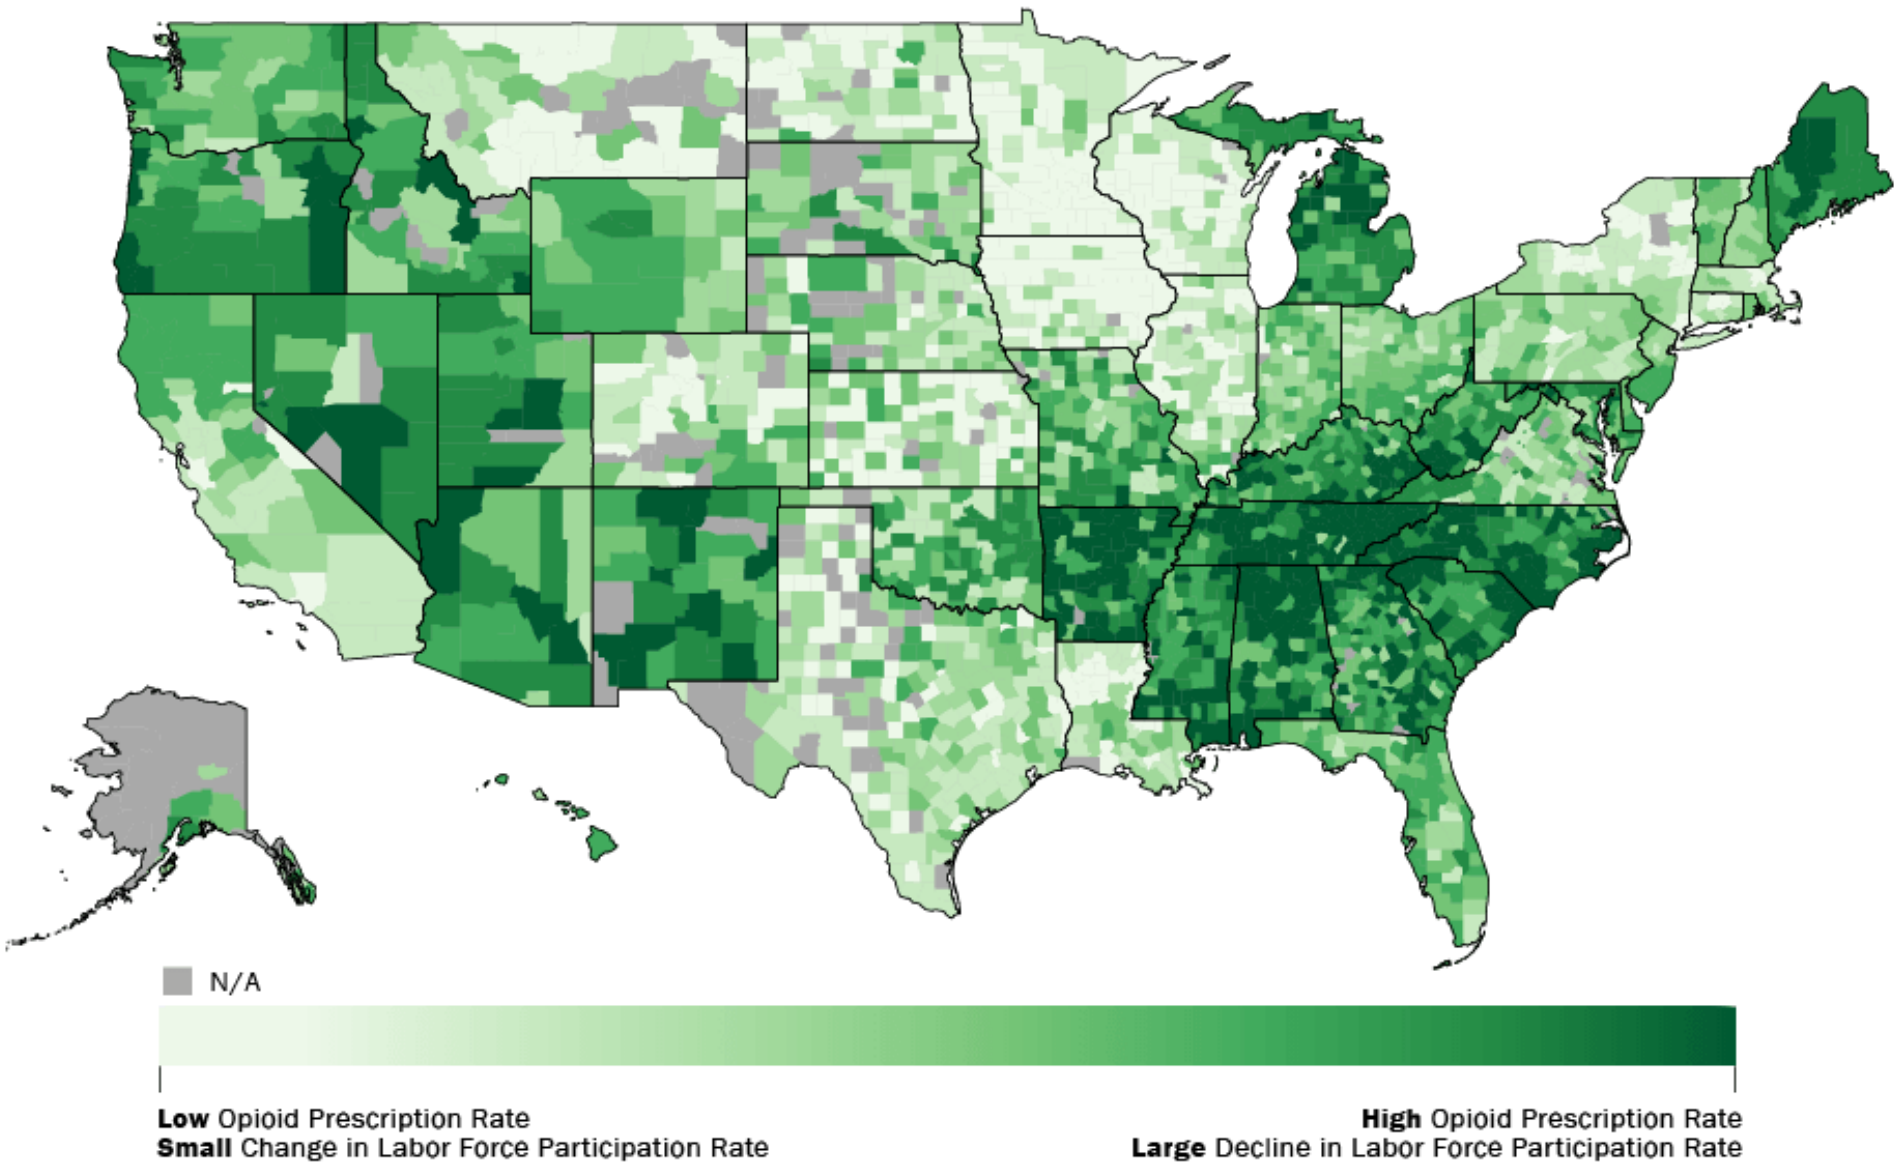 N/A
Low Opioid Prescription Rate
Small Change in Labor Force Participation Rate
High Opioid Prescription Rate
Large Decline in Labor Force Participation Rate